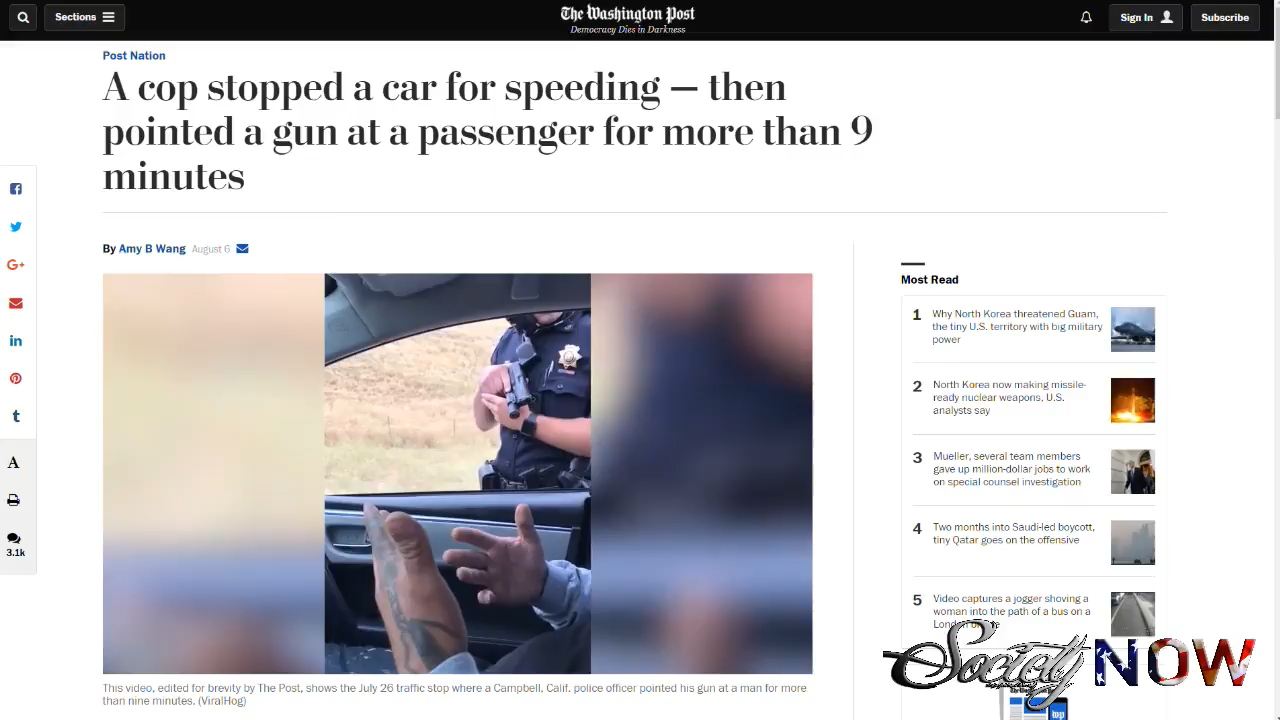 Sections
The Washington Post
Democracy Dies in Darkness
Sign In
Subscribe
Post Nation
A cop stopped a car for speeding — then
pointed a gun at a passenger for more than 9
minutes
By Amy B Wang August 6
G+
in
t
A
3.1k
This video, edited for brevity by The Post, shows the July 26 traffic stop where a Campbell, Calif. police officer pointed his gun at a man for more
than nine minutes. (ViralHog)
Most Read
1 Why North Korea threatened Guam,
the tiny U.S. territory with big military
power
2 North Korea now making missile-
ready nuclear weapons, U.S.
analysts say
3 Mueller, several team members
gave up million-dollar jobs to work
on special counsel investigation
4 Two months into Saudi-led boycott,
tiny Qatar goes on the offensive
5 Video captures a jogger shoving a
woman into the path of a bus on a
Society NOW
wp